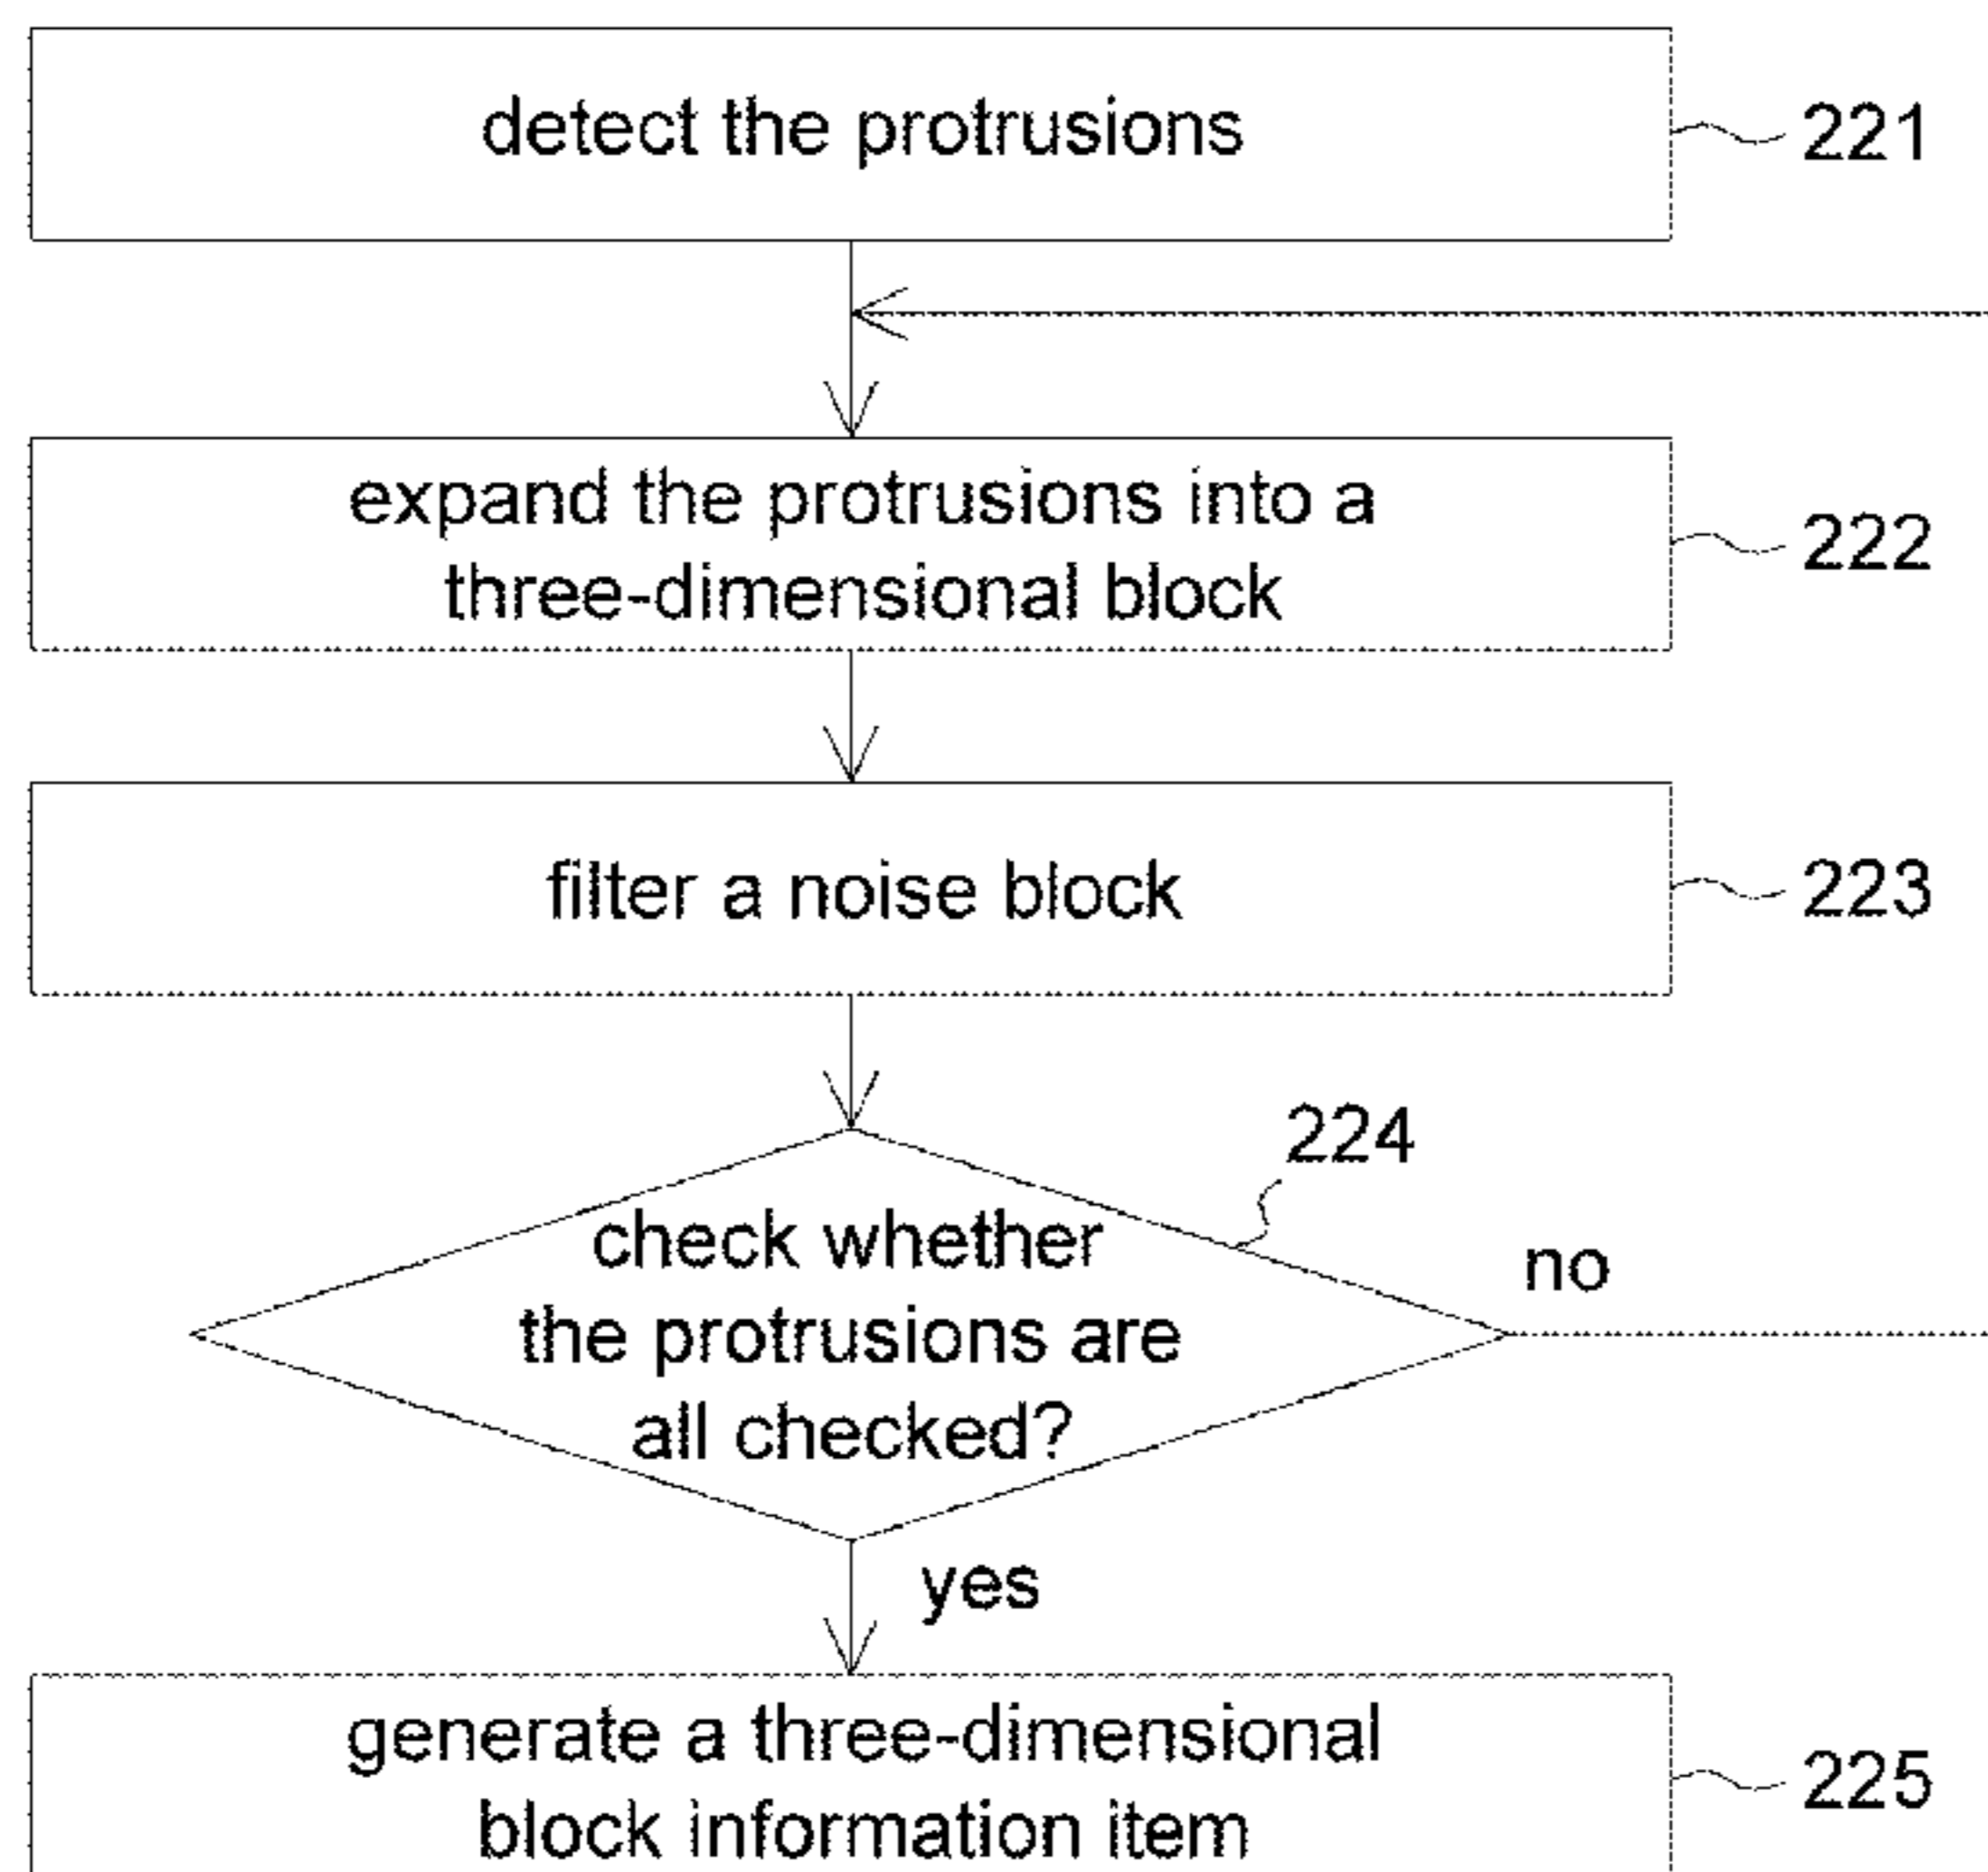 detect the protrusions
221
expand the protrusions into a
three-dimensional block
222
filter a noise block
223
224
check whether
the protrusions are
all checked?
no
yes
generate a three-dimensional
block information item
225